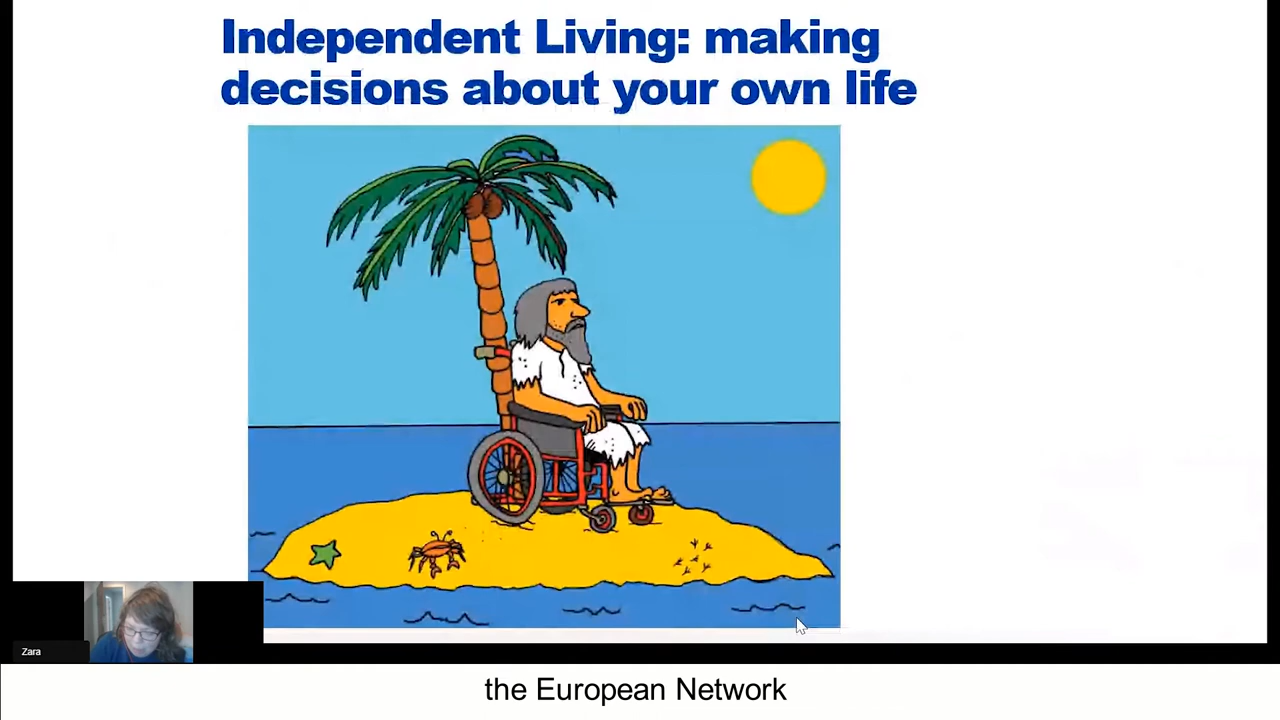 Independent Living: making
decisions about your own life
Zara
the European Network